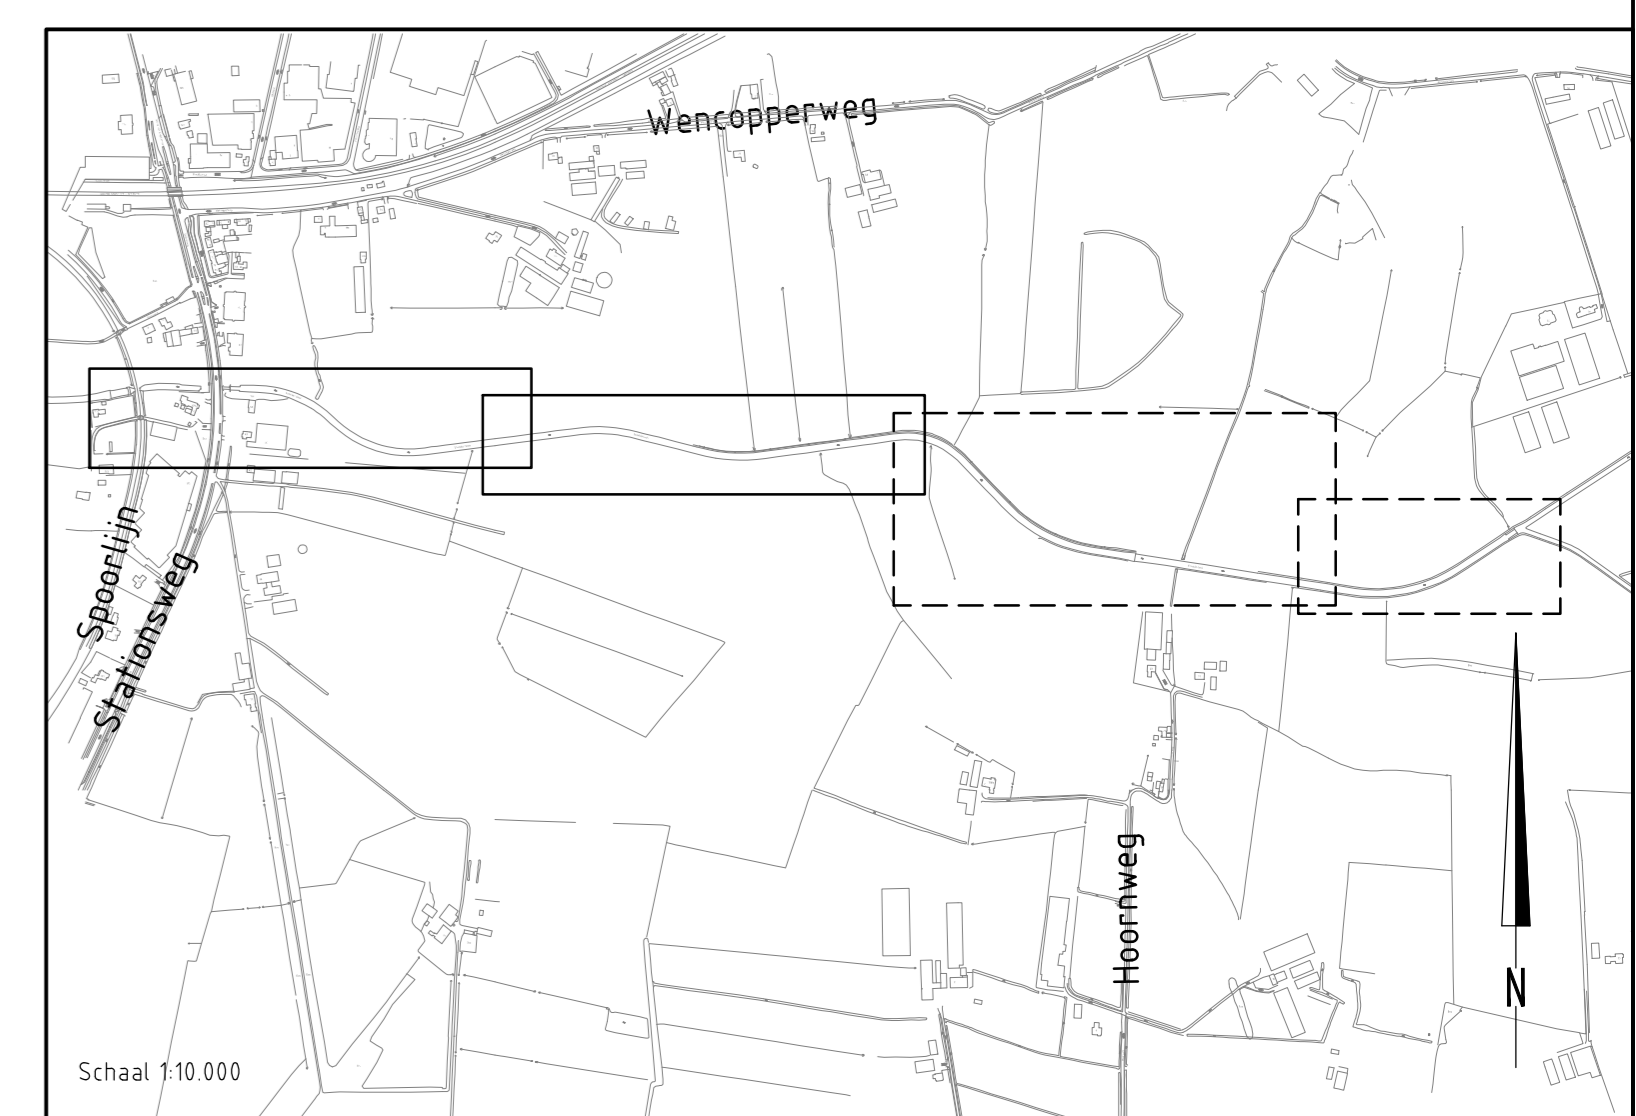 Wencopperweg
Spoorlijn
Stationsweg
Hoornweg
N
Schaal 1:10.000